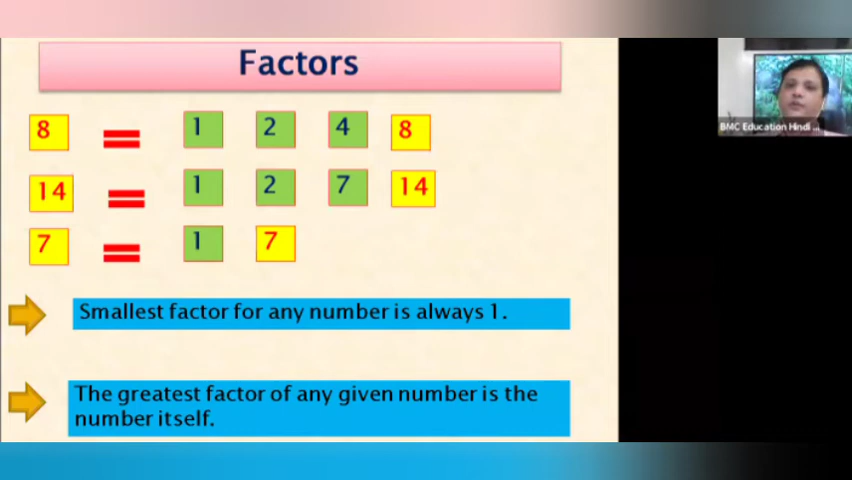 Factors
8 = 1 2 4 8
14 = 1 2 7 14
7 = 1 7
Smallest factor for any number is always 1.
The greatest factor of any given number is the
number itself.
BMC Education Hindi ...